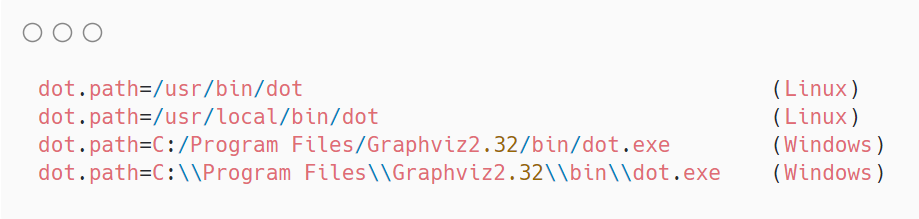 dot.path=/usr/bin/dot (Linux)
dot.path=/usr/local/bin/dot (Linux)
dot.path=C:/Program Files/Graphviz2.32/bin/dot.exe (Windows)
dot.path=C:\\Program Files\\Graphviz2.32\\bin\\dot.exe (Windows)